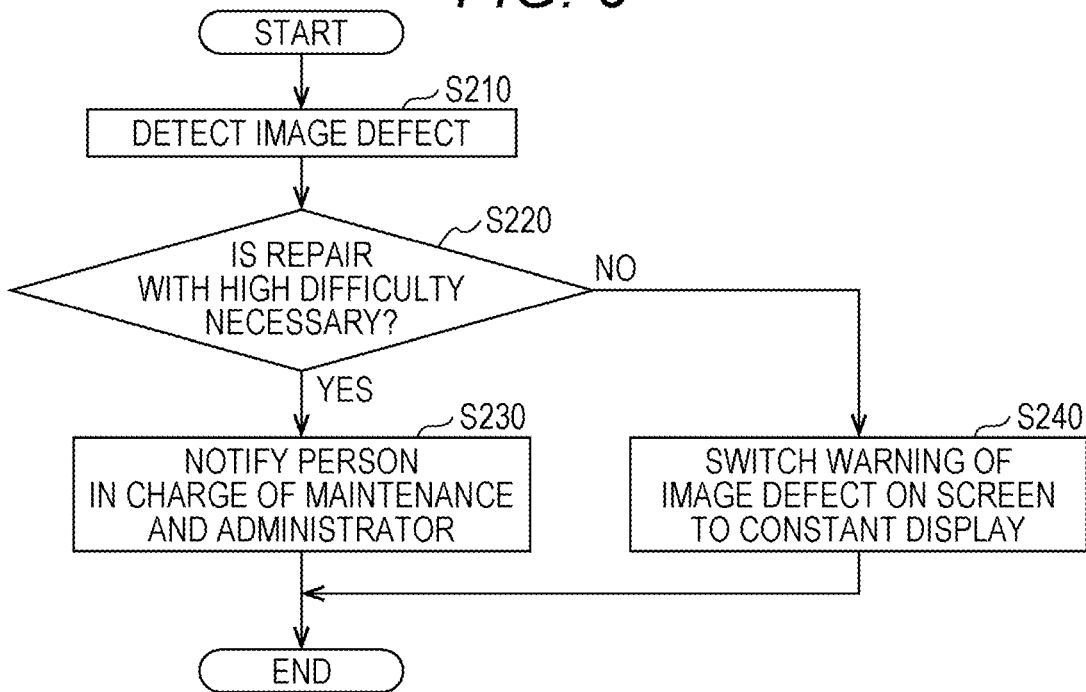 START
S210
DETECT IMAGE DEFECT
S220
IS REPAIR
WITH HIGH DIFFICULTY
NECESSARY?
NO
YES
S230
NOTIFY PERSON
IN CHARGE OF MAINTENANCE
AND ADMINISTRATOR
S240
SWITCH WARNING OF
IMAGE DEFECT ON SCREEN
TO CONSTANT DISPLAY
END